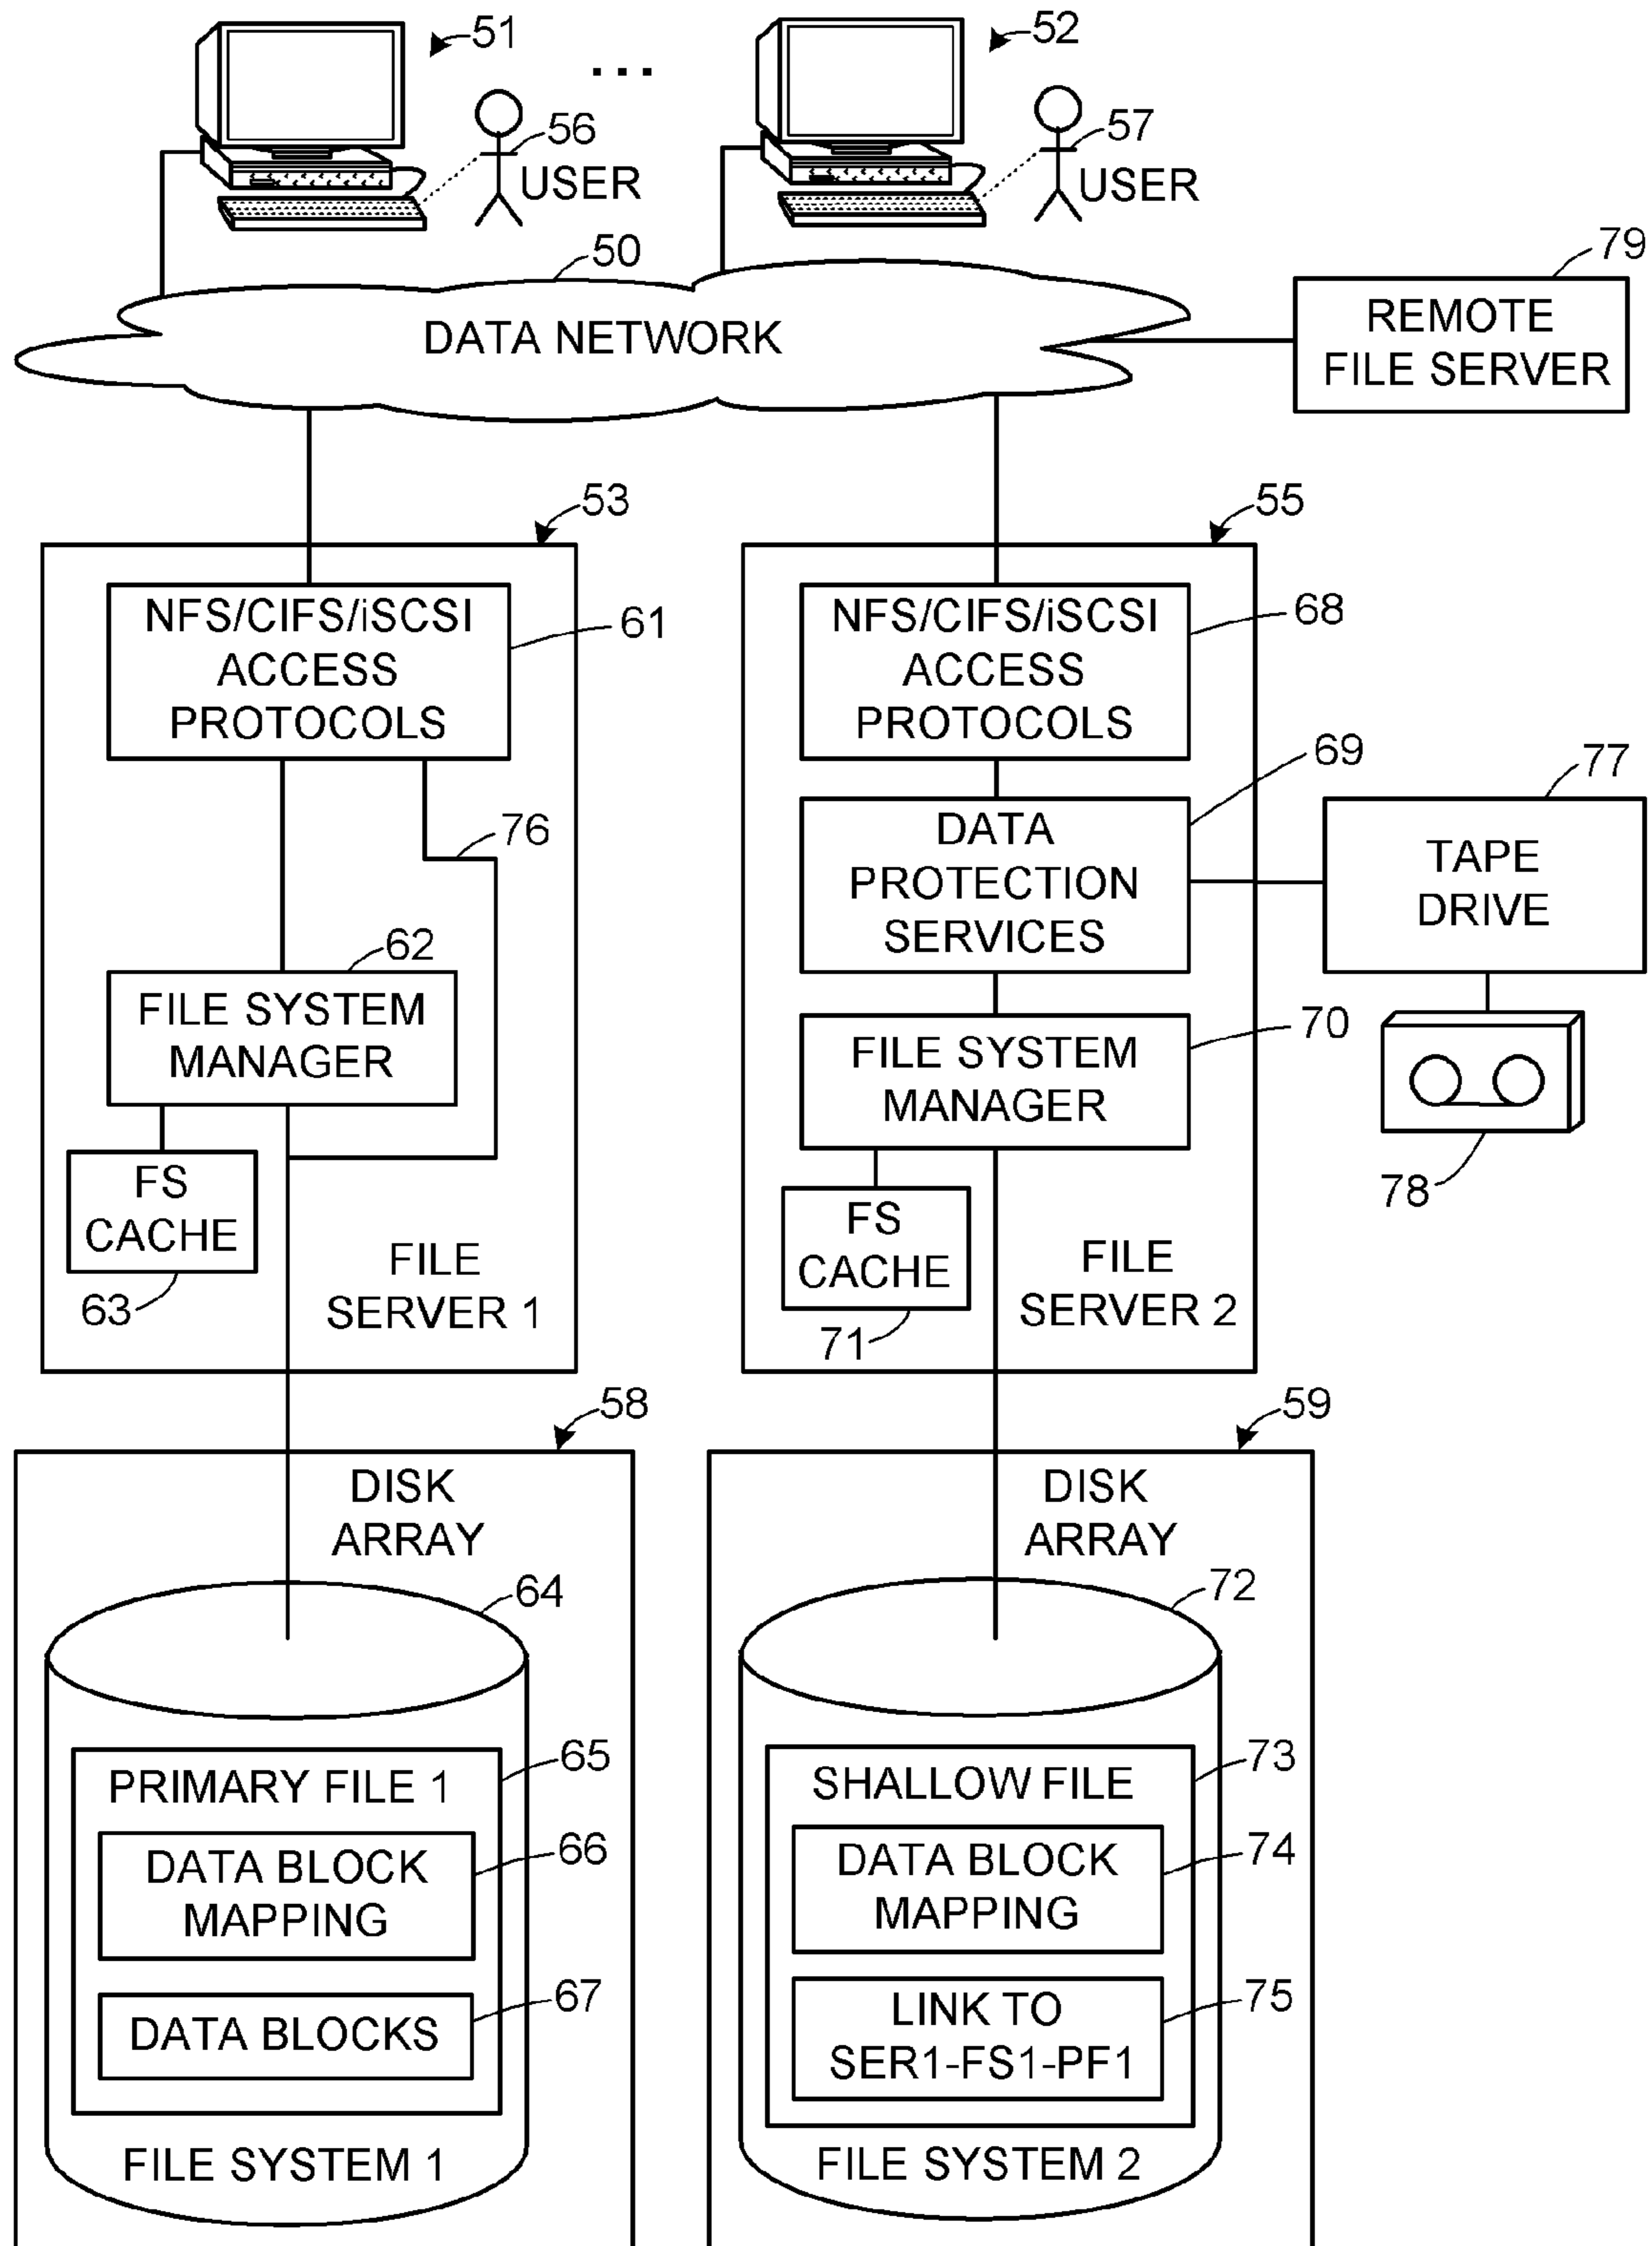 51
...
52
56
USER
57
USER
50
DATA NETWORK
79
REMOTE
FILE SERVER
53
NFS/CIFS/iSCSI
ACCESS
PROTOCOLS
61
76
62
FILE SYSTEM
MANAGER
FS
CACHE
63
FILE
SERVER 1
55
NFS/CIFS/iSCSI
ACCESS
PROTOCOLS
68
69
DATA
PROTECTION
SERVICES
77
TAPE
DRIVE
78
70
FILE SYSTEM
MANAGER
FS
CACHE
71
FILE
SERVER 2
58
DISK
ARRAY
64
65
PRIMARY FILE 1
66
DATA BLOCK
MAPPING
67
DATA BLOCKS
FILE SYSTEM 1
59
DISK
ARRAY
72
73
SHALLOW FILE
74
DATA BLOCK
MAPPING
75
LINK TO
SER1-FS1-PF1
FILE SYSTEM 2